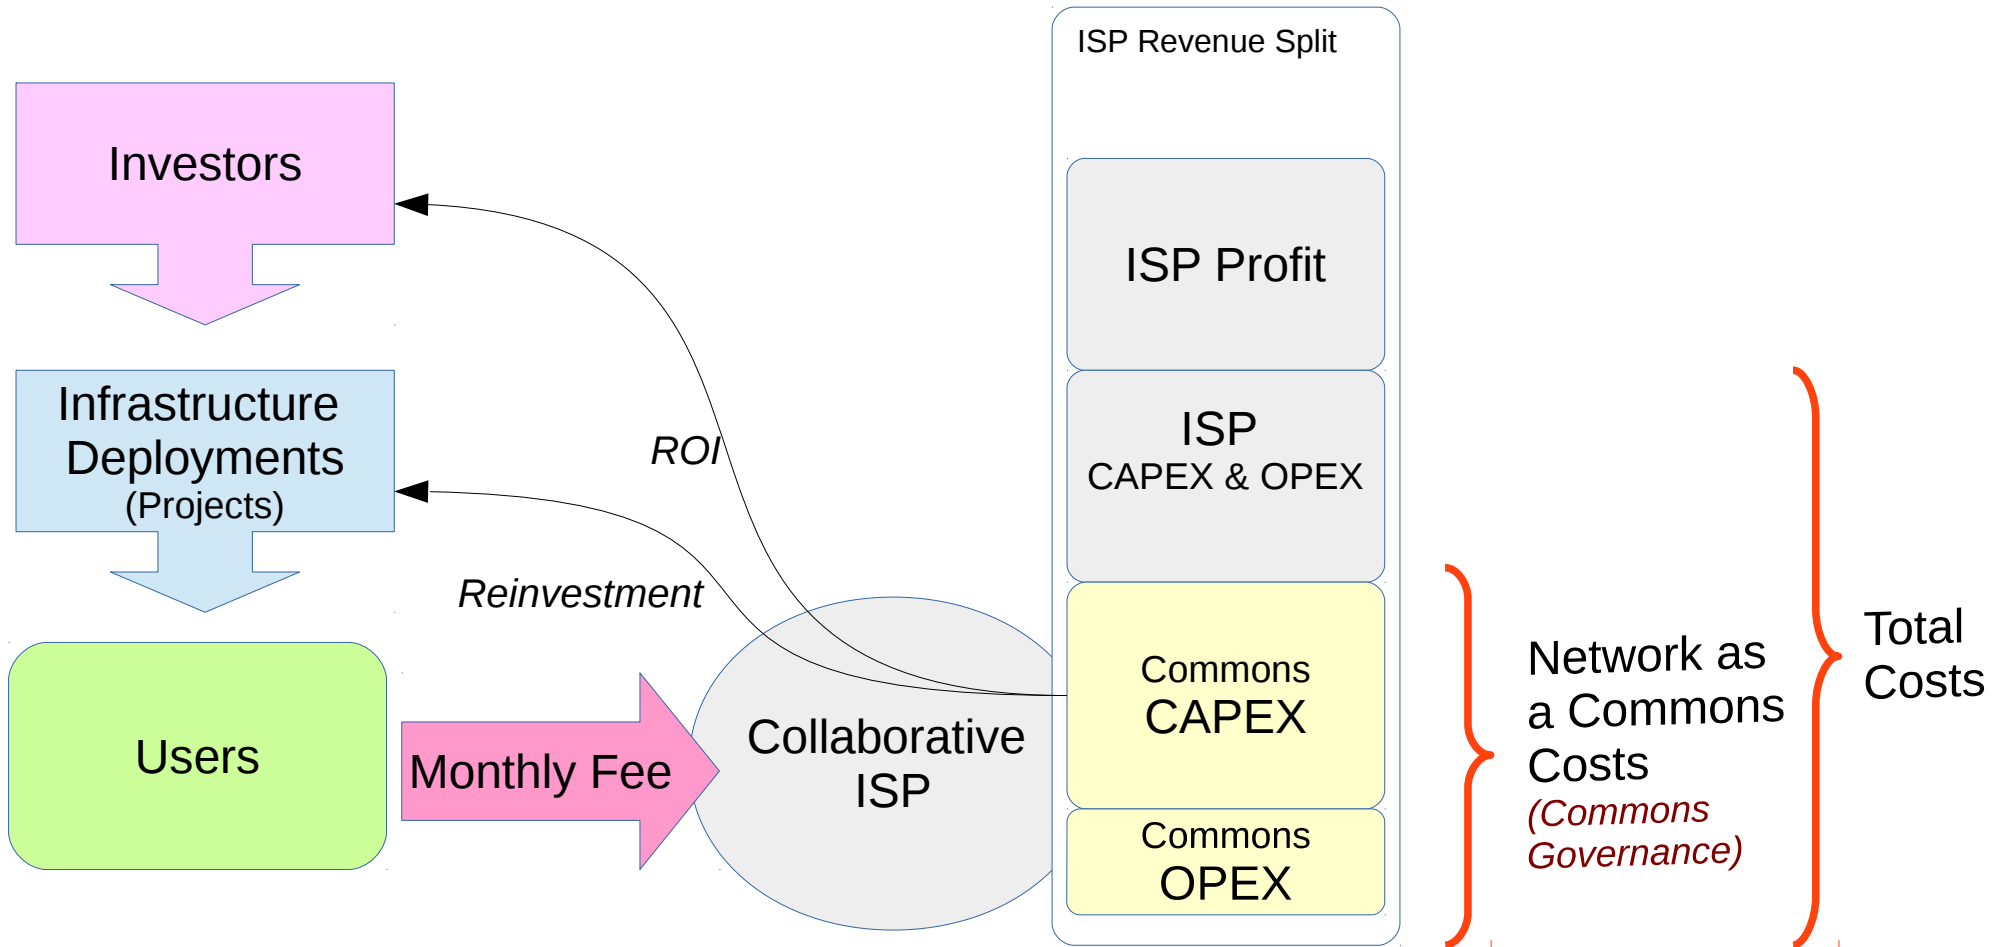 ISP Revenue Split
Investors
ISP Profit
Infrastructure
Deployments
(Projects)
ROI
Reinvestment
ISP
CAPEX & OPEX
Users
Monthly Fee
Collaborative
ISP
Commons
CAPEX
Commons
OPEX
Network as
a Commons
Costs
(Commons
Governance)
Total
Costs